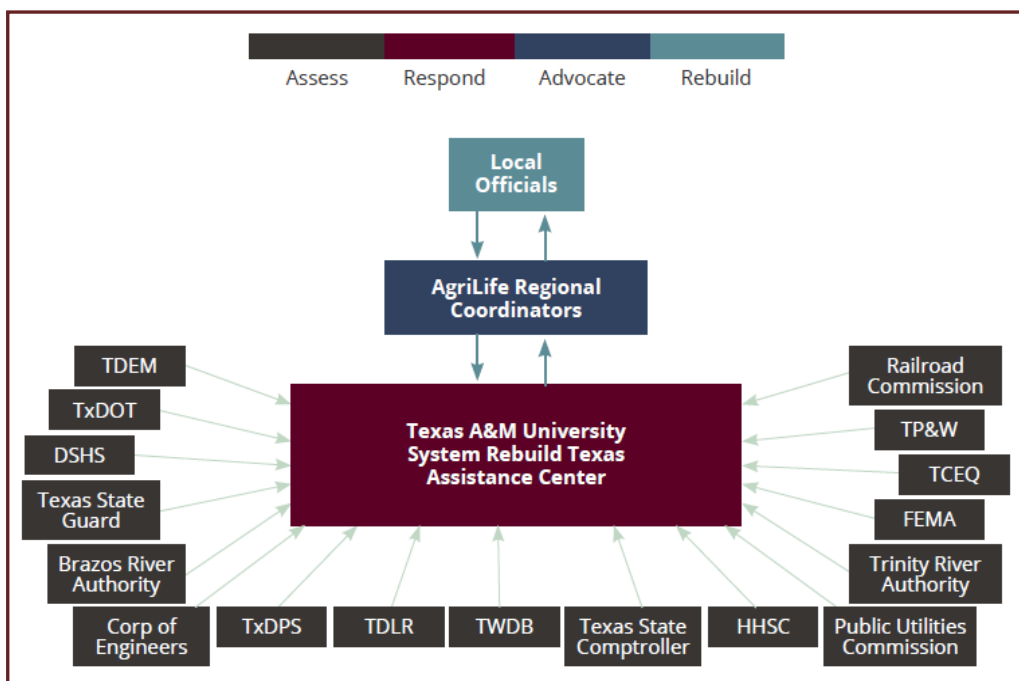 Assess
Respond
Advocate
Rebuild
Local
Officials
AgriLife Regional
Coordinators
Texas A&M University
System Rebuild Texas
Assistance Center
TDEM
TxDOT
DSHS
Texas State
Guard
Brazos River
Authority
Corp of
Engineers
TxDPS
TDLR
TWDB
Texas State
Comptroller
HHSC
Public Utilities
Commission
Trinity River
Authority
FEMA
TCEQ
TP&W
Railroad
Commission